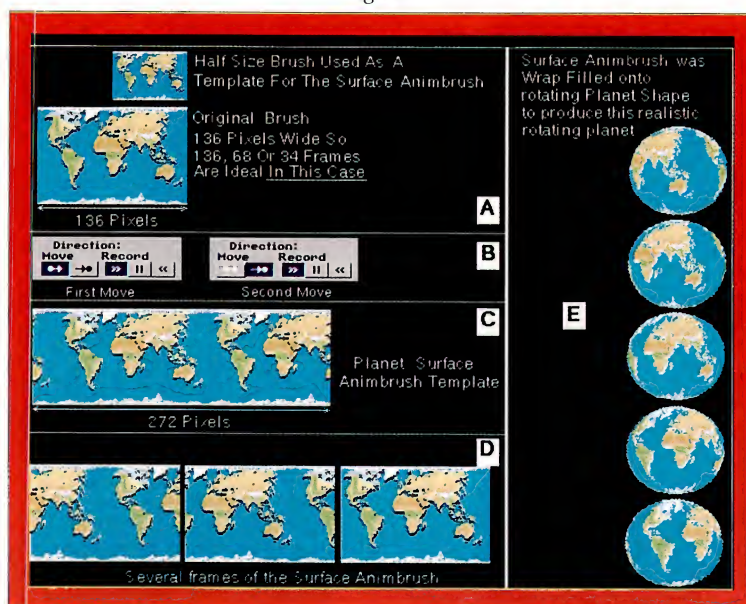 Half Size Brush Used As A
Template For The Surface Animbrush
Original Brush
136 Pixels Wide So
136, 68 Or 34 Frames
Are Ideal In This Case
136 Pixels
A
Direction:
Move Record
First Move
Direction:
Move Record
Second Move
B
C
Planet Surface
Animbrush Template
272 Pixels
D
Several frames of the Surface Animbrush
Surface Animbrush was
Wrap Filled onto
rotating Planet Shape
to produce this realistic
rotating planet
E